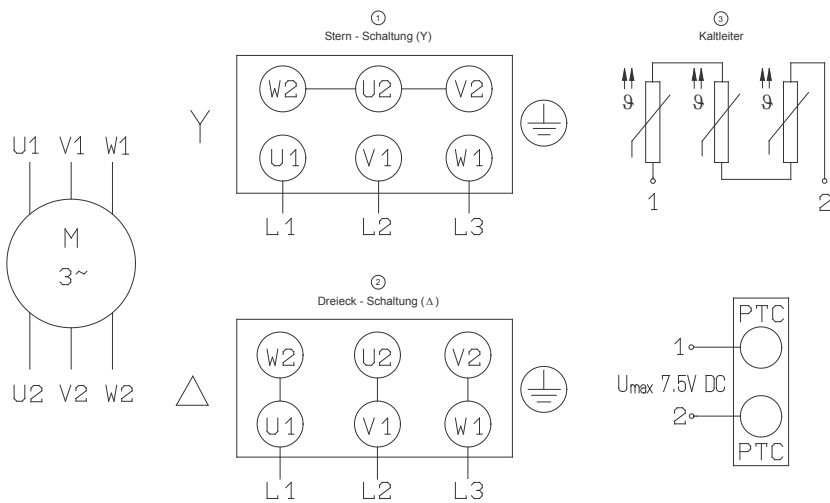 1
Stern - Schaltung (Y)
3
Kaltleiter
W2 U2 V2
ϑ ϑ ϑ
Y
U1 V1 W1
U1 V1 W1
1 2
L1 L2 L3
M
3~
2
Dreieck - Schaltung (Δ)
PTC
W2 U2 V2
1
U2 V2 W2
Umax 7.5V DC
Δ
U1 V1 W1
2
PTC
L1 L2 L3